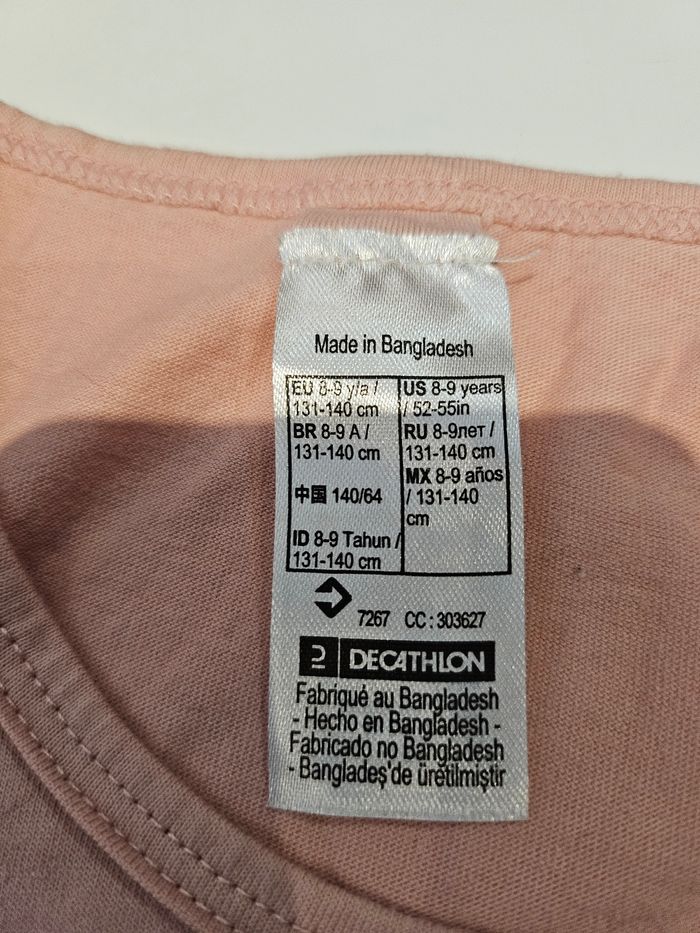 Made in Bangladesh
EU 8-9 y/a /
131-140 cm
BR 8-9 A /
131-140 cm
中国 140/64
ID 8-9 Tahun /
131-140 cm
US 8-9 years
/ 52-55in
RU 8-9лет /
131-140 cm
MX 8-9 años
/ 131-140
cm
7267 CC : 303627
DECATHLON
Fabriqué au Bangladesh
- Hecho en Bangladesh -
Fabricado no Bangladesh
- Bangladeş'de üretilmiştir